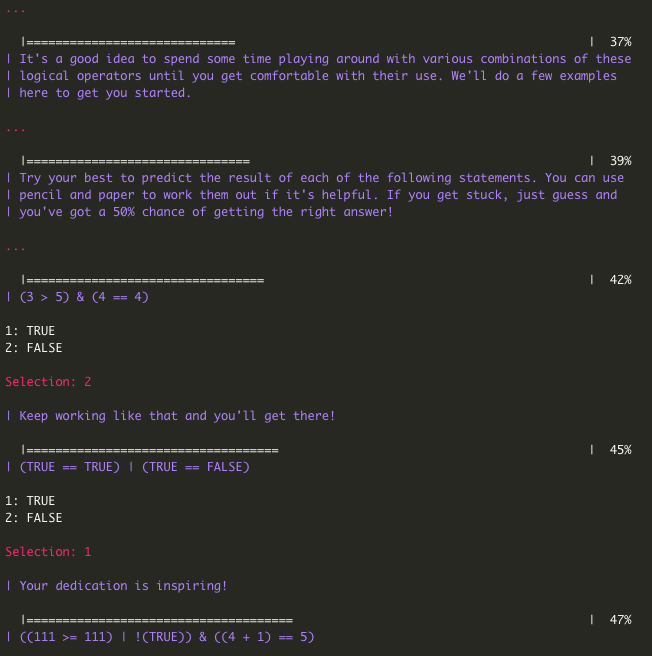 ...
|============================= | 37%
| It's a good idea to spend some time playing around with various combinations of these
| logical operators until you get comfortable with their use. We'll do a few examples
| here to get you started.
...
|=============================== | 39%
| Try your best to predict the result of each of the following statements. You can use
| pencil and paper to work them out if it's helpful. If you get stuck, just guess and
| you've got a 50% chance of getting the right answer!
...
|================================= | 42%
| (3 > 5) & (4 == 4)
1: TRUE
2: FALSE
Selection: 2
| Keep working like that and you'll get there!
|=================================== | 45%
| (TRUE == TRUE) | (TRUE == FALSE)
1: TRUE
2: FALSE
Selection: 1
| Your dedication is inspiring!
|===================================== | 47%
| ((111 >= 111) | !(TRUE)) & ((4 + 1) == 5)